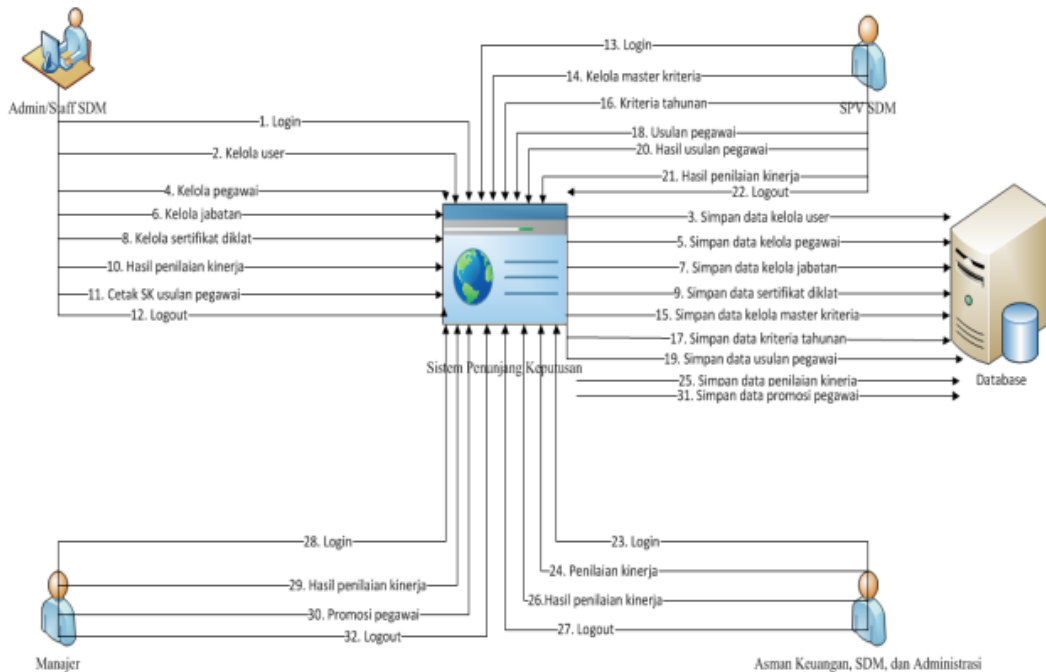 Admin/Staff SDM
1. Login
2. Kelola user
4. Kelola pegawai
6. Kelola jabatan
8. Kelola sertifikat diklat
10. Hasil penilaian kinerja
11. Cetak SK usulan pegawai
12. Logout
13. Login
14. Kelola master kriteria
16. Kriteria tahunan
18. Usulan pegawai
20. Hasil usulan pegawai
21. Hasil penilaian kinerja
22. Logout
SPV SDM
3. Simpan data kelola user
5. Simpan data kelola pegawai
7. Simpan data kelola jabatan
9. Simpan data sertifikat diklat
15. Simpan data kelola master kriteria
17. Simpan data kriteria tahunan
19. Simpan data usulan pegawai
25. Simpan data penilaian kinerja
31. Simpan data promosi pegawai
Sistem Penunjang Keputusan
Database
28. Login
29. Hasil penilaian kinerja
30. Promosi pegawai
32. Logout
Manajer
23. Login
24. Penilaian kinerja
26.Hasil penilaian kinerja
27. Logout
Asman Keuangan, SDM, dan Administrasi